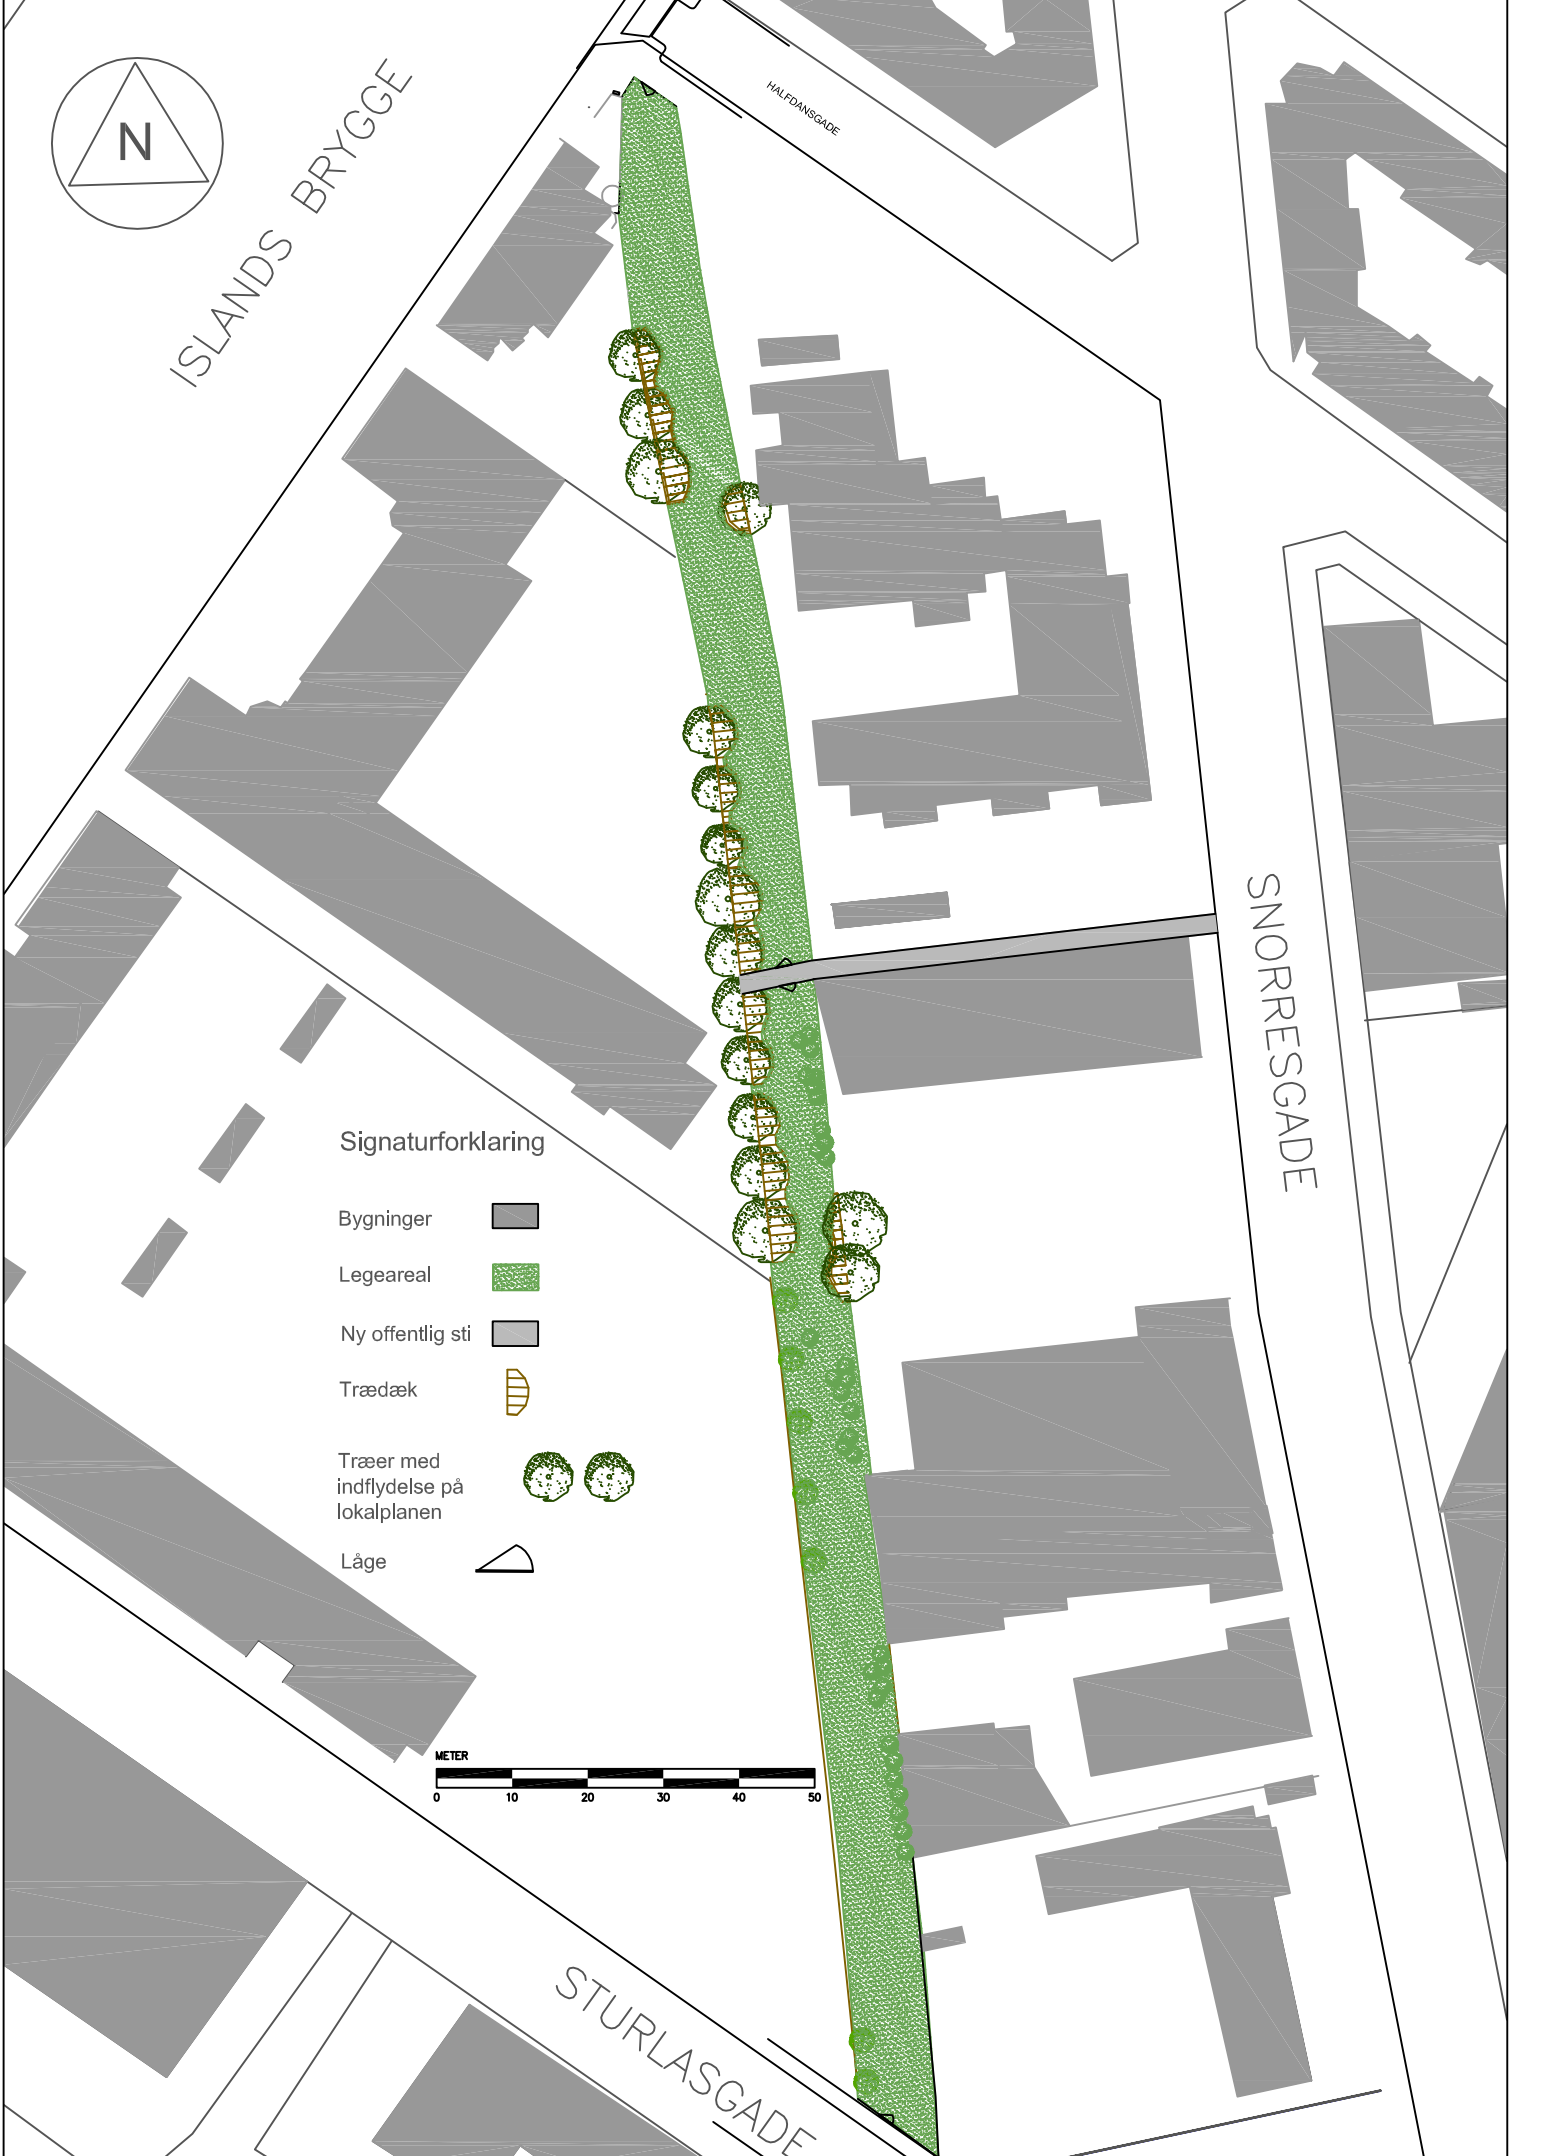 N
ISLANDS BRYGGE
HALFDANSGADE
SNORRESGADE
Signaturforklaring
Bygninger
Legeareal
Ny offentlig sti
Trædæk
Træer med
indflydelse på
lokalplanen
Låge
METER
0 10 20 30 40 50
STURLASGADE